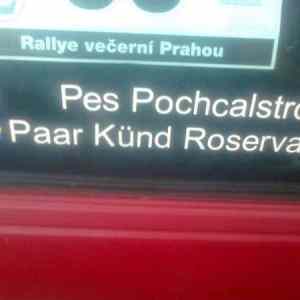 Rallye večerní Prahou
Pes Pochcalstro
Paar Künd Roserva